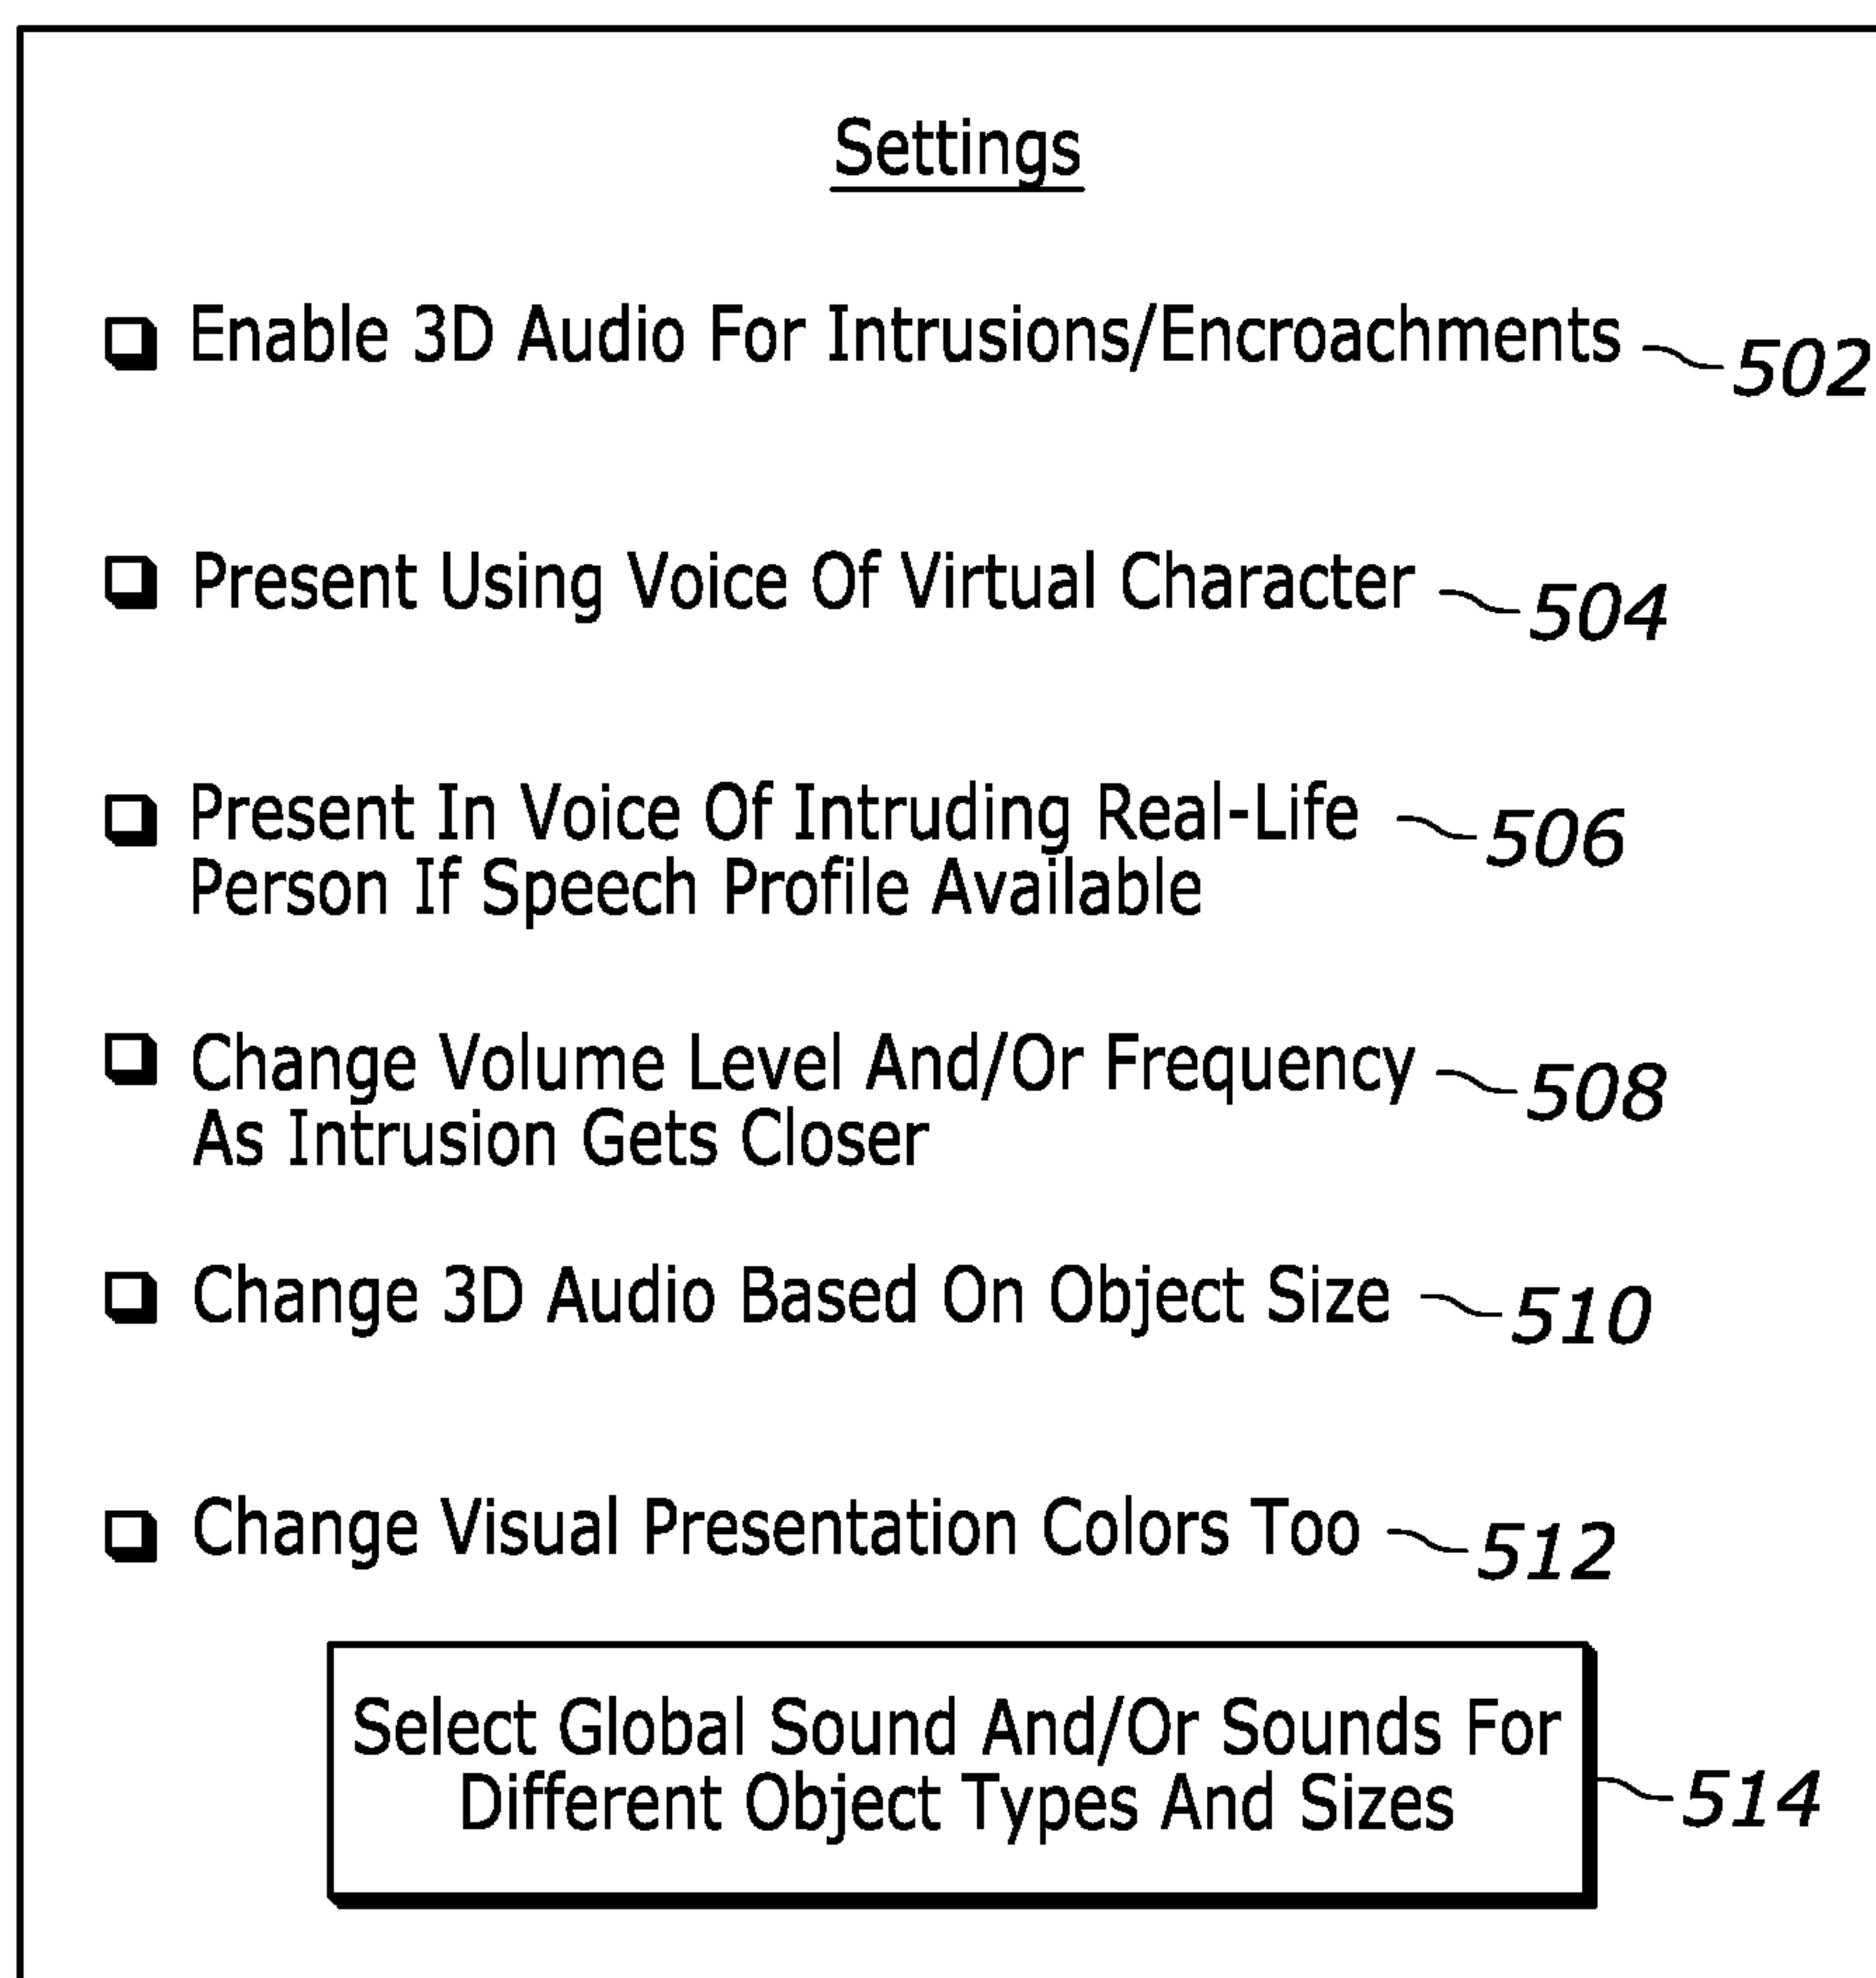 Settings
Enable 3D Audio For Intrusions/Encroachments 502
Present Using Voice Of Virtual Character 504
Present In Voice Of Intruding Real-Life 506
Person If Speech Profile Available
Change Volume Level And/Or Frequency 508
As Intrusion Gets Closer
Change 3D Audio Based On Object Size 510
Change Visual Presentation Colors Too 512
Select Global Sound And/Or Sounds For
Different Object Types And Sizes 514